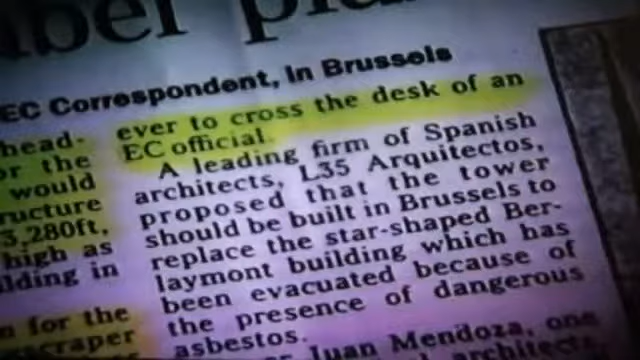 EC Correspondent, in Brussels
head-
or the
would
ructure
3,280ft,
high as
ilding in
n for the
scraper
ever to cross the desk of an
EC official.
A leading firm of Spanish
architects, L35 Arquitectos,
proposed that the tower
should be built in Brussels to
replace the star-shaped Ber-
laymont building which has
been evacuated because of
the presence of dangerous
asbestos.
Juan Mendoza, one
architects,